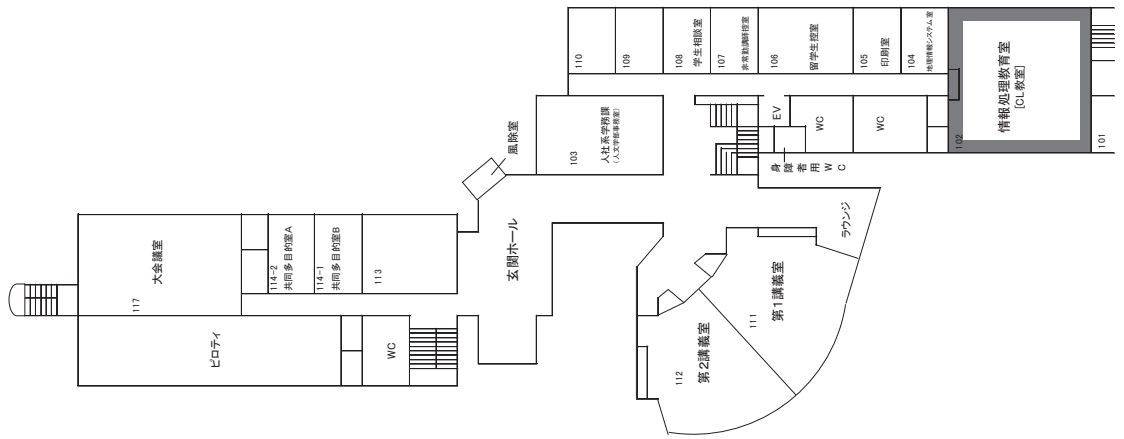 110
109
108
学生相談室
107
非常勤講師控室
106
留学生控室
105
印刷室
104
地理情報システム室
情報処理教育室
[CL教室]
102
101
EV
WC
WC
身障者用WC
103
人社系学務課
(人文学部事務室)
風除室
玄関ホール
ラウンジ
大会議室
117
114-2
共同多目的室A
114-1
共同多目的室B
113
ピロティ
WC
第1講義室
111
第2講義室
112